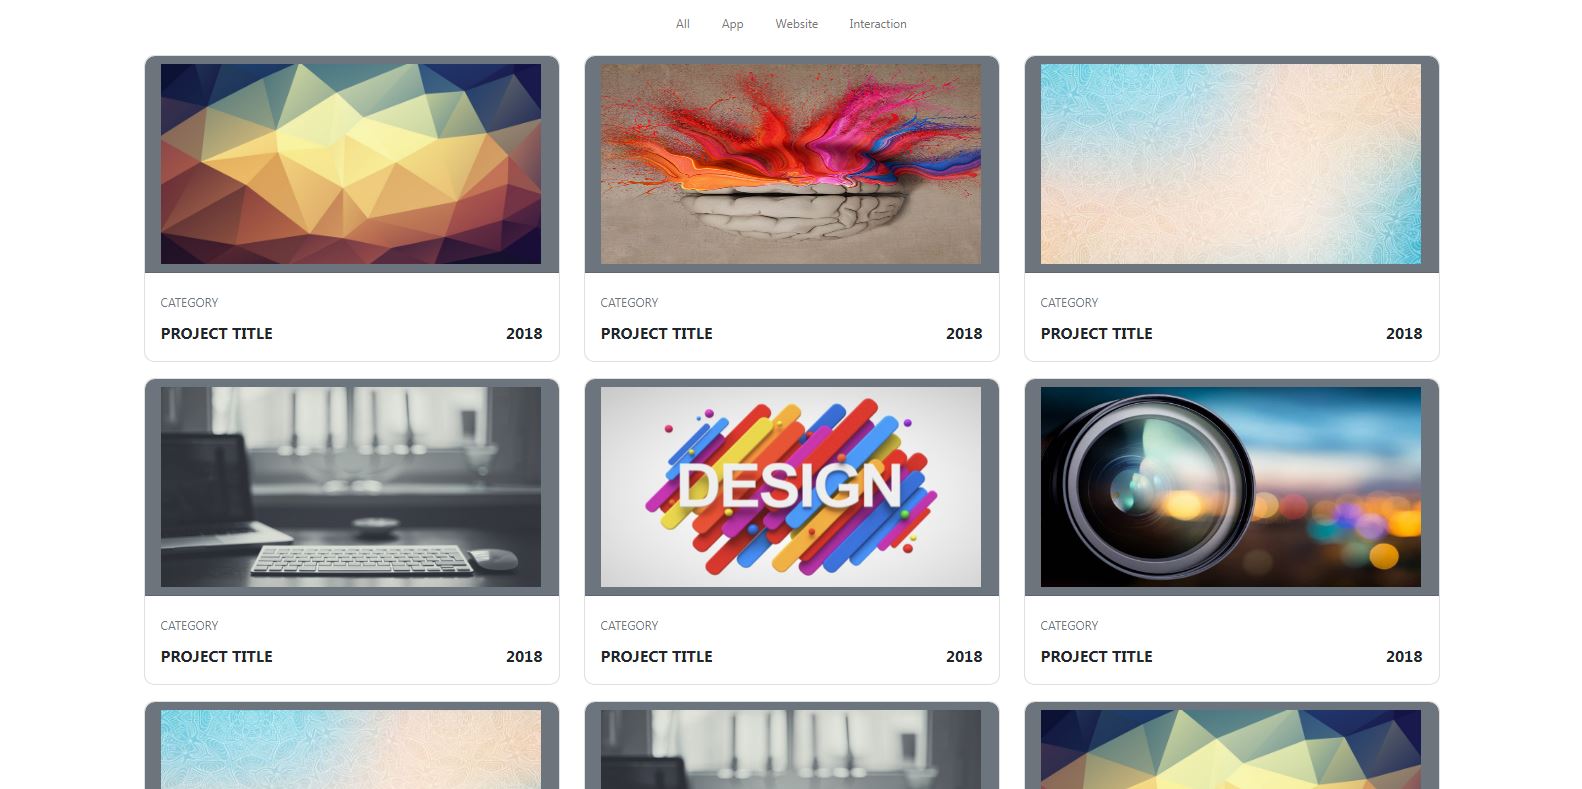 All App Website Interaction
CATEGORY CATEGORY CATEGORY
PROJECT TITLE 2018 PROJECT TITLE 2018 PROJECT TITLE 2018
DESIGN
CATEGORY CATEGORY CATEGORY
PROJECT TITLE 2018 PROJECT TITLE 2018 PROJECT TITLE 2018